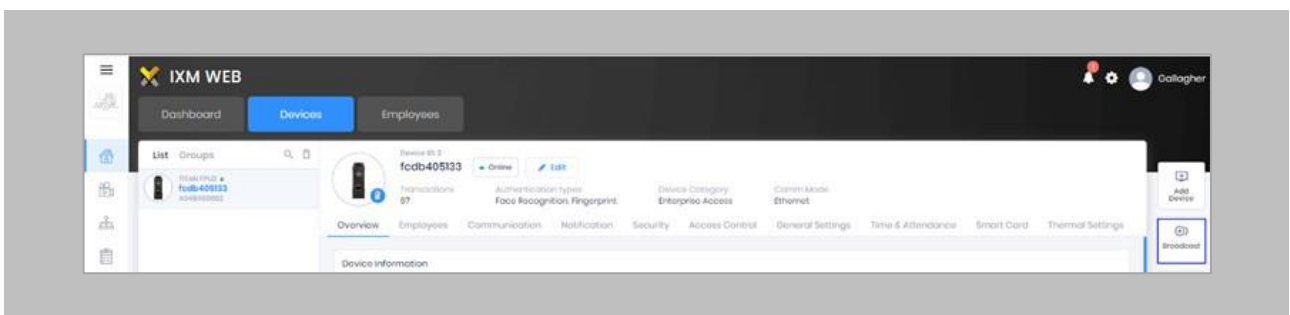 IXM WEB
Gallagher
Dashboard Devices Employees
List Groups
Device ID: 3
fcdb405133 Online Edit
fcdb405133
Transactions Authentication types Device Category Comm Mode
97 Face Recognition, Fingerprint Enterprise Access Ethernet
Add
Device
Overview Employees Communication Notification Security Access Control General Settings Time & Attendance Smart Card Thermal Settings
Broadcast
Device Information